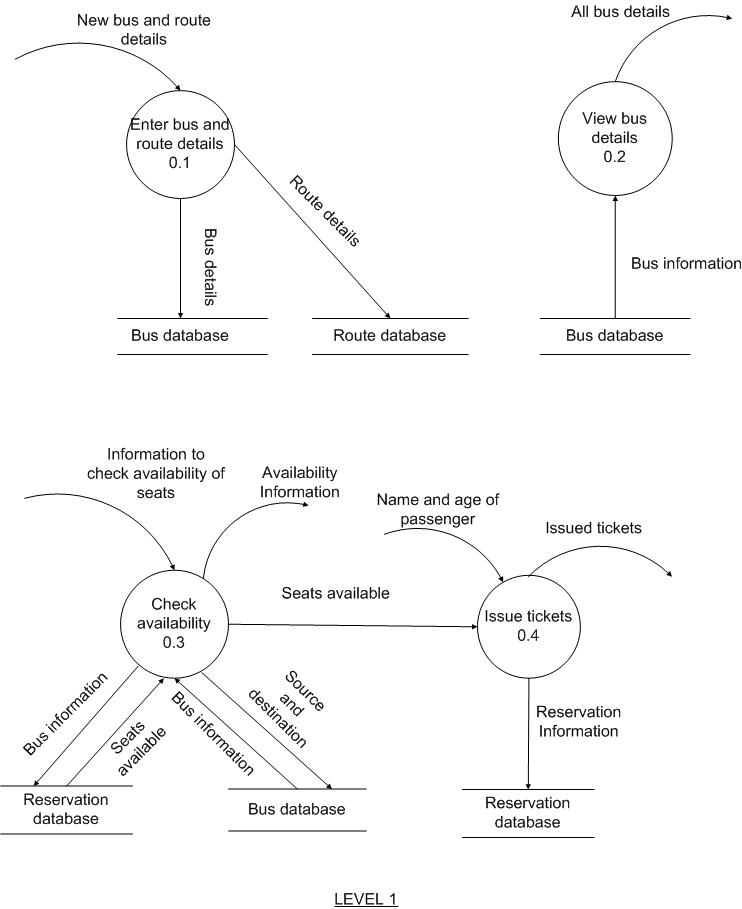 New bus and route
details
All bus details
Enter bus and
route details
0.1
View bus
details
0.2
Route details
Bus details
Bus information
Bus database
Route database
Bus database
Information to
check availability of
seats
Availability
Information
Name and age of
passenger
Issued tickets
Check
availability
0.3
Seats available
Issue tickets
0.4
Bus information
Seats
available
Bus information
Source
and
destination
Reservation
Information
Reservation
database
Bus database
Reservation
database
LEVEL 1